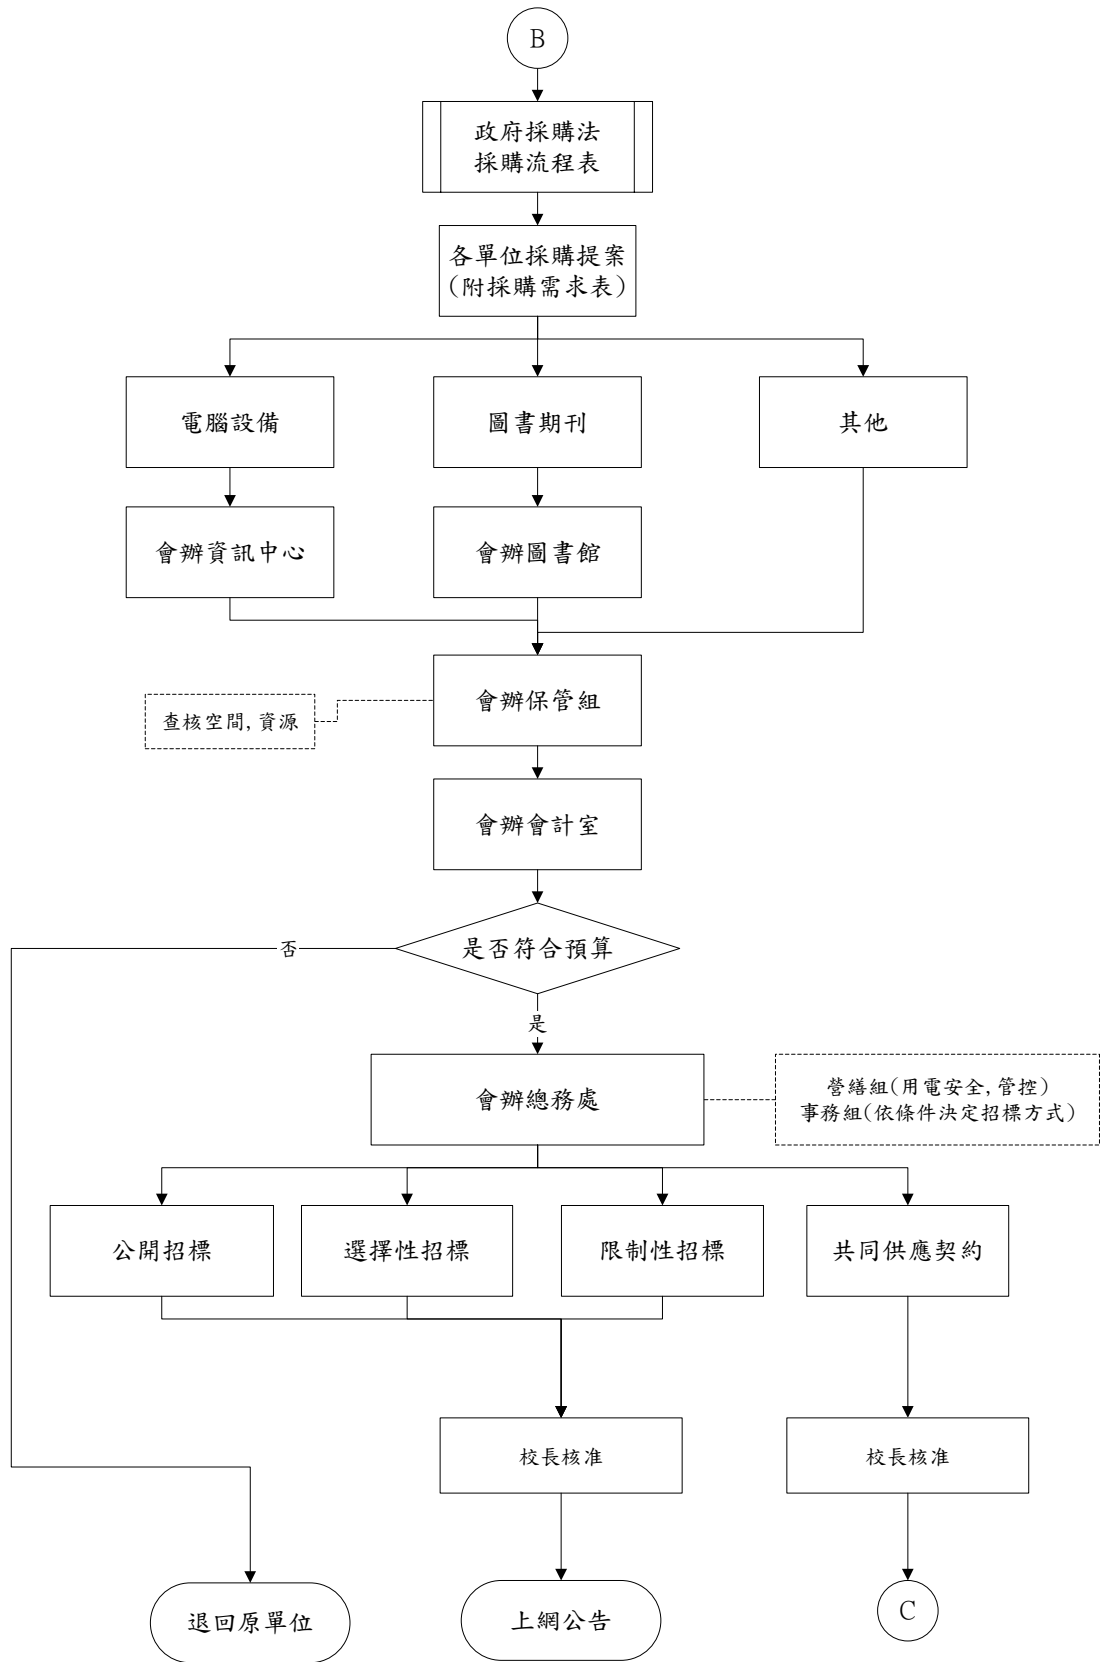 B
政府採購法
採購流程表
各單位採購提案
(附採購需求表)
電腦設備
圖書期刊
其他
會辦資訊中心
會辦圖書館
會辦保管組
查核空間, 資源
會辦會計室
是否符合預算
否
是
會辦總務處
營繕組(用電安全, 管控)
事務組(依條件決定招標方式)
公開招標
選擇性招標
限制性招標
共同供應契約
校長核准
校長核准
退回原單位
上網公告
C